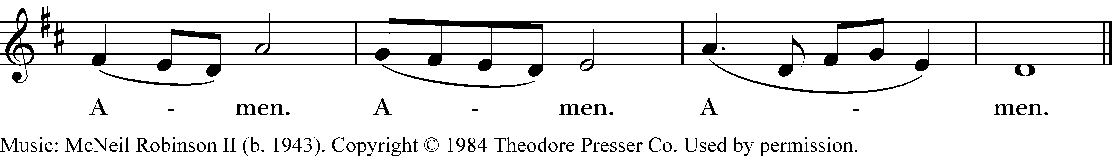 A - men. A - men. A - men.
Music: McNeil Robinson II (b. 1943). Copyright © 1984 Theodore Presser Co. Used by permission.